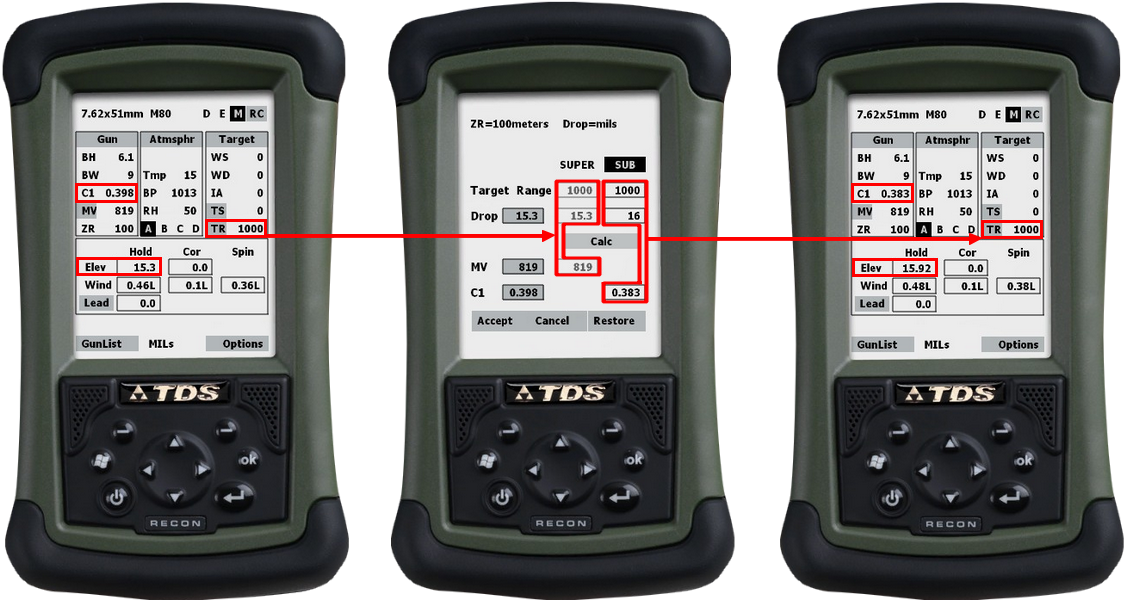 7.62x51mm M80 D E M RC
Gun Atmsphr Target
BH 6.1 WS 0
BW 9 Tmp 15 WD 0
C1 0.398 BP 1013 IA 0
MV 819 RH 50 TS 0
ZR 100 A B C D TR 1000
Hold Cor Spin
Elev 15.3 0.0
Wind 0.46L 0.1L 0.36L
Lead 0.0
GunList MILs Options
TDS
ok
RECON
ZR=100meters Drop=mils
SUPER SUB
Target Range 1000 1000
Drop 15.3 15.3 16
Calc
MV 819 819
C1 0.398 0.383
Accept Cancel Restore
TDS
ok
RECON
7.62x51mm M80 D E M RC
Gun Atmsphr Target
BH 6.1 WS 0
BW 9 Tmp 15 WD 0
C1 0.383 BP 1013 IA 0
MV 819 RH 50 TS 0
ZR 100 A B C D TR 1000
Hold Cor Spin
Elev 15.92 0.0
Wind 0.48L 0.1L 0.38L
Lead 0.0
GunList MILs Options
TDS
ok
RECON